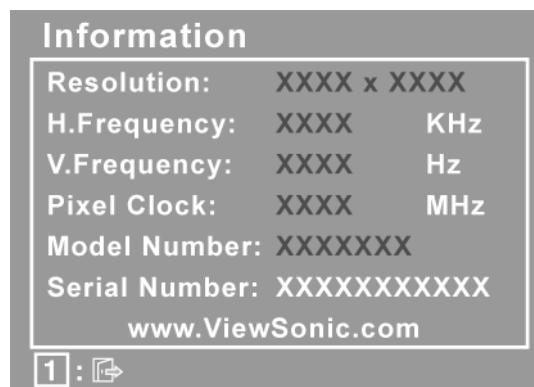 Information
Resolution: XXXX x XXXX
H.Frequency: XXXX KHz
V.Frequency: XXXX Hz
Pixel Clock: XXXX MHz
Model Number: XXXXXXX
Serial Number: XXXXXXXXXXX
www.ViewSonic.com
1 :